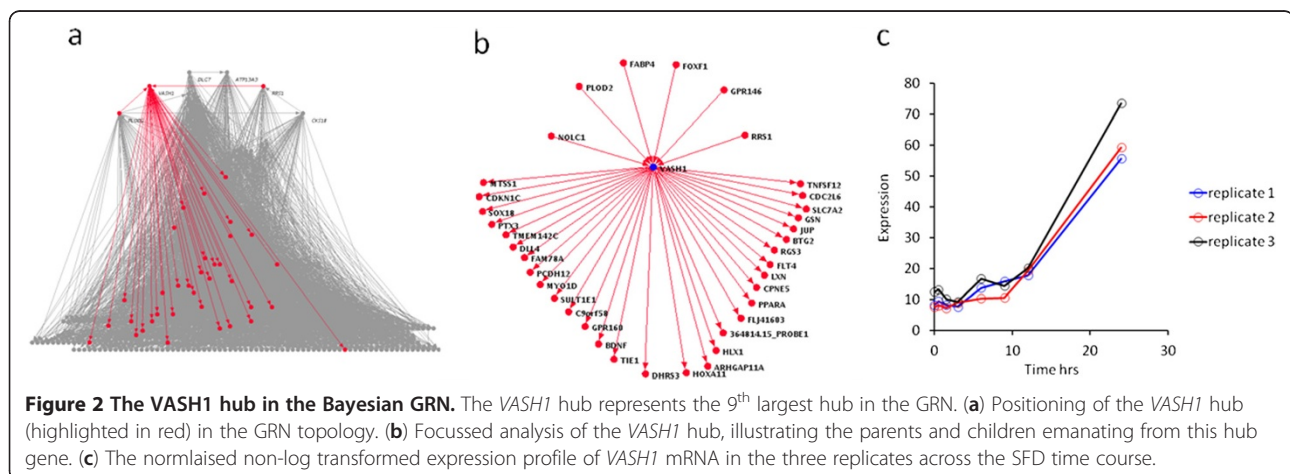 a
DLC7
ATP13A3
VASH1
RRS1
PLOD2
b
FABP4
FOXF1
PLOD2
GPR146
NOLC1
RRS1
VASH1
MTSS1
CDKN1C
SOX18
PTX3
TMEM142C
DLL4
FAM78A
PCDH12
MYO1D
SULT1E1
C9orf58
GPR160
BDNF
TIE1
DHRS3
HOXA11
ARHGAP11A
HLX1
364814.15_PROBE1
FLJ41603
PPARA
CPNE5
LXN
FLT4
RGS3
BTG2
JUP
GSN
SLC7A2
CDC2L6
TNFSF12
c
Expression
80
70
60
50
40
30
20
10
0
0
10
20
30
Time hrs
replicate 1
replicate 2
replicate 3
Figure 2 The VASH1 hub in the Bayesian GRN. The VASH1 hub represents the 9th largest hub in the GRN. (a) Positioning of the VASH1 hub
(highlighted in red) in the GRN topology. (b) Focussed analysis of the VASH1 hub, illustrating the parents and children emanating from this hub
gene. (c) The normlaised non-log transformed expression profile of VASH1 mRNA in the three replicates across the SFD time course.